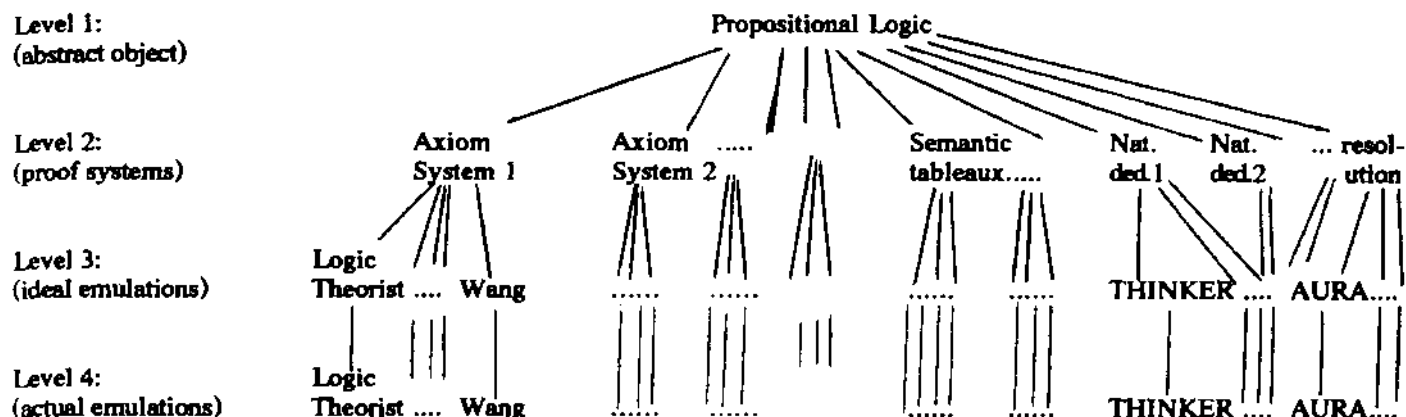 Level 1: Propositional Logic
(abstract object)
Level 2: Axiom Axiom ..... Semantic Nat. Nat. ... resol-
(proof systems) System 1 System 2 tableaux..... ded.1 ded.2 ution
Level 3: Logic
(ideal emulations) Theorist .... Wang ...... ...... ...... ...... THINKER .... AURA....
Level 4: Logic
(actual emulations) Theorist .... Wang ...... ...... ...... ...... THINKER .... AURA....